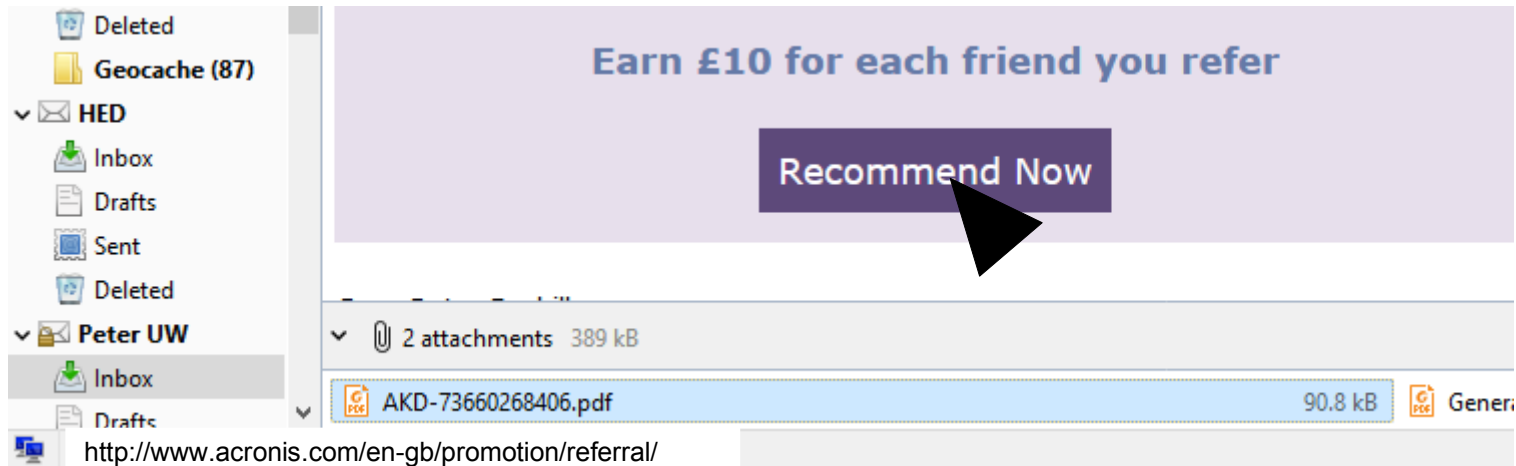 Deleted
Geocache (87)
HED
Inbox
Drafts
Sent
Deleted
Peter UW
Inbox
Drafts
Earn £10 for each friend you refer
Recommend Now
2 attachments 389 kB
AKD-73660268406.pdf 90.8 kB Genera
http://www.acronis.com/en-gb/promotion/referral/